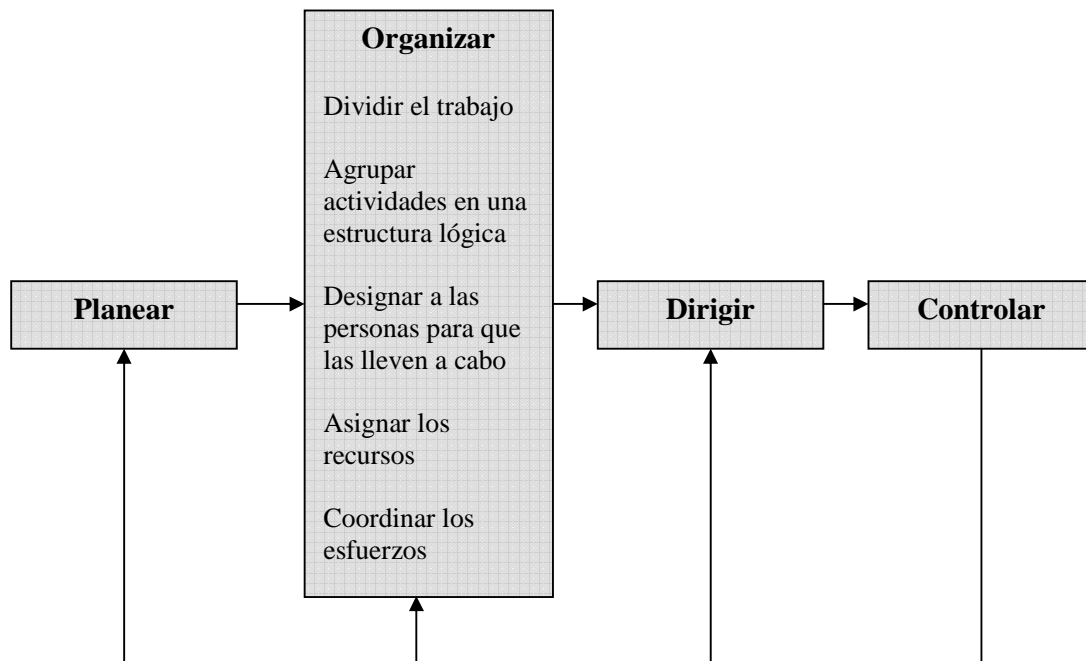 Organizar
Dividir el trabajo
Agrupar
actividades en una
estructura lógica
Planear
Designar a las
personas para que
las lleven a cabo
Dirigir
Controlar
Asignar los
recursos
Coordinar los
esfuerzos